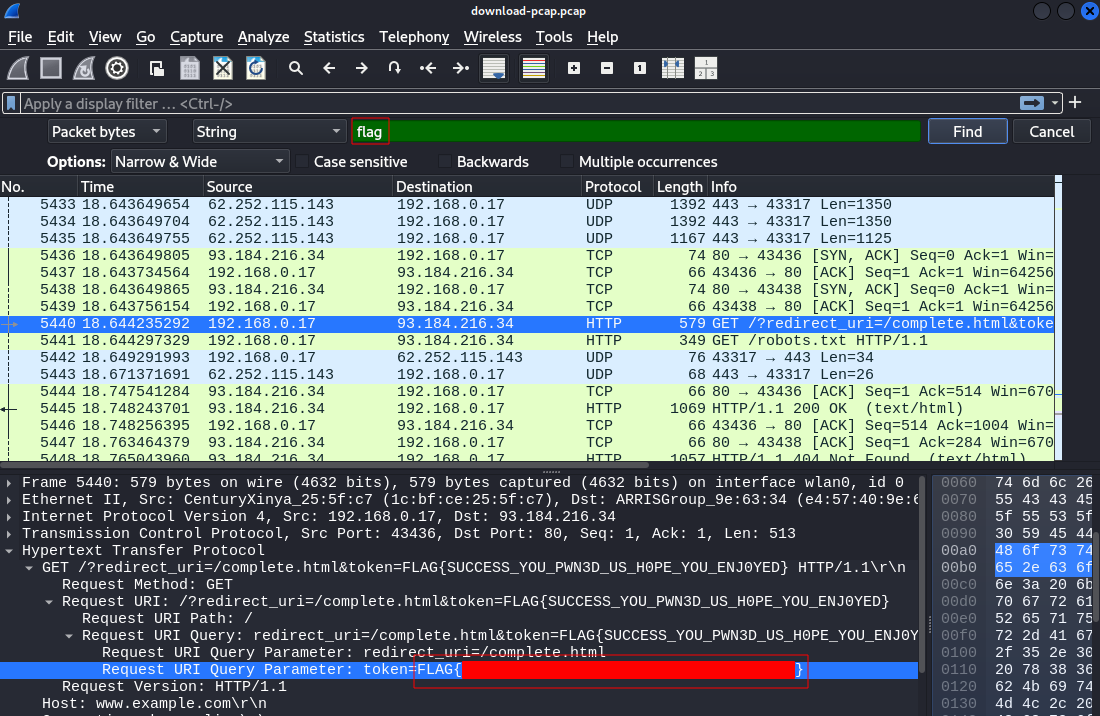 download-pcap.pcap
File Edit View Go Capture Analyze Statistics Telephony Wireless Tools Help
Apply a display filter … <Ctrl-/>
Packet bytes String flag Find Cancel
Options: Narrow & Wide Case sensitive Backwards Multiple occurrences
No. Time Source Destination Protocol Length Info
5433 18.643649654 62.252.115.143 192.168.0.17 UDP 1392 443 → 43317 Len=1350
5434 18.643649704 62.252.115.143 192.168.0.17 UDP 1392 443 → 43317 Len=1350
5435 18.643649755 62.252.115.143 192.168.0.17 UDP 1167 443 → 43317 Len=1125
5436 18.643649805 93.184.216.34 192.168.0.17 TCP 74 80 → 43436 [SYN, ACK] Seq=0 Ack=1 Win=
5437 18.643734564 192.168.0.17 93.184.216.34 TCP 66 43436 → 80 [ACK] Seq=1 Ack=1 Win=64256
5438 18.643649865 93.184.216.34 192.168.0.17 TCP 74 80 → 43438 [SYN, ACK] Seq=0 Ack=1 Win=
5439 18.643756154 192.168.0.17 93.184.216.34 TCP 66 43438 → 80 [ACK] Seq=1 Ack=1 Win=64256
5440 18.644235292 192.168.0.17 93.184.216.34 HTTP 579 GET /?redirect_uri=/complete.html&toke
5441 18.644297329 192.168.0.17 93.184.216.34 HTTP 349 GET /robots.txt HTTP/1.1
5442 18.649291993 192.168.0.17 62.252.115.143 UDP 76 43317 → 443 Len=34
5443 18.671371691 62.252.115.143 192.168.0.17 UDP 68 443 → 43317 Len=26
5444 18.747541284 93.184.216.34 192.168.0.17 TCP 66 80 → 43436 [ACK] Seq=1 Ack=514 Win=670
5445 18.748243701 93.184.216.34 192.168.0.17 HTTP 1069 HTTP/1.1 200 OK (text/html)
5446 18.748256395 192.168.0.17 93.184.216.34 TCP 66 43436 → 80 [ACK] Seq=514 Ack=1004 Win=
5447 18.763464379 93.184.216.34 192.168.0.17 TCP 66 80 → 43438 [ACK] Seq=1 Ack=284 Win=670
5448 18.765043960 93.184.216.34 192.168.0.17 HTTP 1057 HTTP/1.1 404 Not Found (text/html)
Frame 5440: 579 bytes on wire (4632 bits), 579 bytes captured (4632 bits) on interface wlan0, id 0
Ethernet II, Src: CenturyXinya_25:5f:c7 (1c:bf:ce:25:5f:c7), Dst: ARRISGroup_9e:63:34 (e4:57:40:9e:6
Internet Protocol Version 4, Src: 192.168.0.17, Dst: 93.184.216.34
Transmission Control Protocol, Src Port: 43436, Dst Port: 80, Seq: 1, Ack: 1, Len: 513
Hypertext Transfer Protocol
GET /?redirect_uri=/complete.html&token=FLAG{SUCCESS_YOU_PWN3D_US_H0PE_YOU_ENJ0YED} HTTP/1.1\r\n
Request Method: GET
Request URI: /?redirect_uri=/complete.html&token=FLAG{SUCCESS_YOU_PWN3D_US_H0PE_YOU_ENJ0YED}
Request URI Path: /
Request URI Query: redirect_uri=/complete.html&token=FLAG{SUCCESS_YOU_PWN3D_US_H0PE_YOU_ENJ0Y
Request URI Query Parameter: redirect_uri=/complete.html
Request URI Query Parameter: token=FLAG{ }
Request Version: HTTP/1.1
Host: www.example.com\r\n
0060 74 6d 6c 26
0070 55 43 43 45
0080 5f 55 53 5f
0090 30 59 45 44
00a0 48 6f 73 74
00b0 65 2e 63 6f
00c0 6e 3a 20 6b
00d0 70 67 72 61
00e0 52 65 71 75
00f0 72 2d 41 67
0100 2f 35 2e 30
0110 20 78 38 36
0120 62 4b 69 74
0130 4d 4c 2c 20